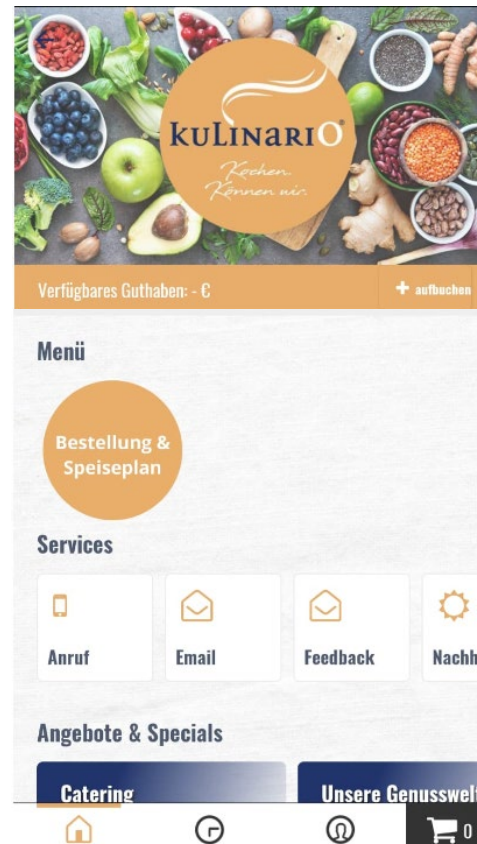 kuLinariO®
Kochen.
Können wir.
Verfügbares Guthaben: - €
+ aufbuchen
Menü
Bestellung &
Speiseplan
Services
Anruf
Email
Feedback
Nachh
Angebote & Specials
Catering
Unsere Genusswelt
0